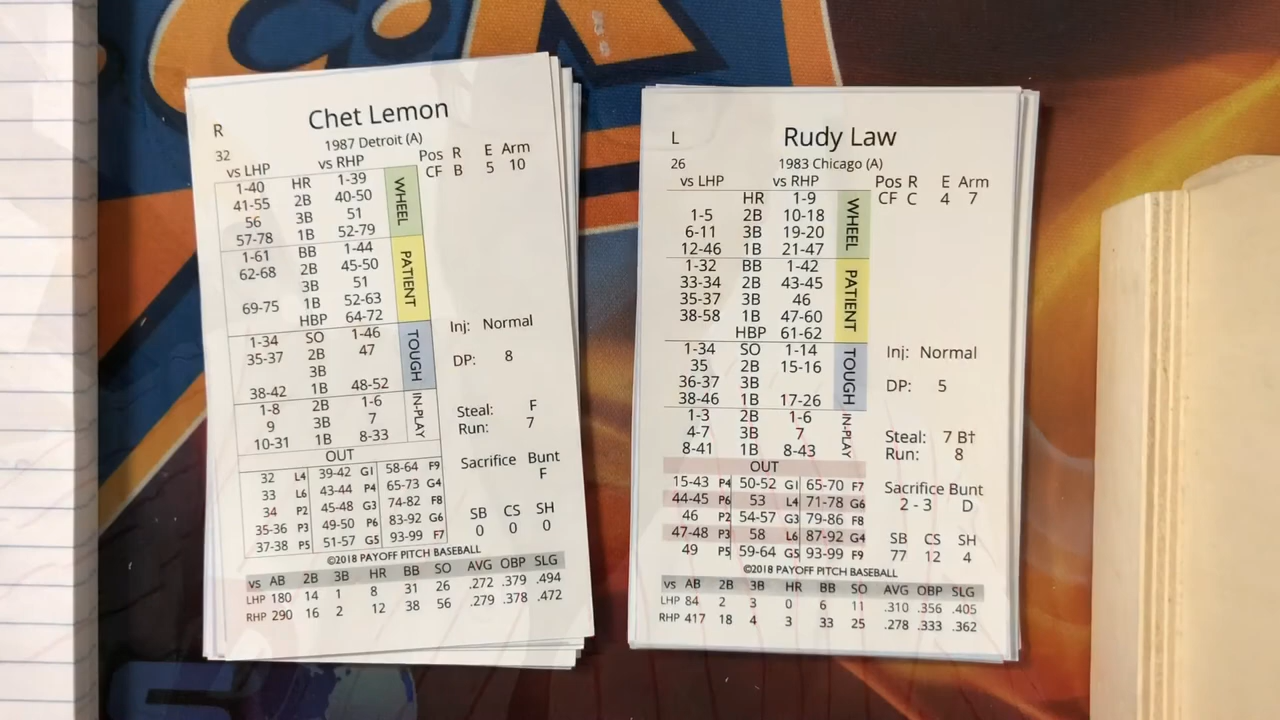 Chet Lemon
R
1987 Detroit (A)
32
vs LHP vs RHP Pos R E Arm
CF B 5 10
1-40 HR 1-39
41-55 2B 40-50
56 3B 51
57-78 1B 52-79
WHEEL
1-61 BB 1-44
62-68 2B 45-50
3B 51
69-75 1B 52-63
HBP 64-72
PATIENT
1-34 SO 1-46
35-37 2B 47
3B
38-42 1B 48-52
TOUGH
1-8 2B 1-6
9 3B 7
10-31 1B 8-33
IN-PLAY
Inj: Normal
DP: 8
Steal: F
Run: 7
Sacrifice Bunt
F
SB CS SH
0 0 0
OUT
32 L4 39-42 G1 58-64 F9
33 L6 43-44 P4 65-73 G4
34 P2 45-48 G3 74-82 F8
35-36 P3 49-50 P6 83-92 G6
37-38 P5 51-57 G5 93-99 F7
©2018 PAYOFF PITCH BASEBALL
vs AB 2B 3B HR BB SO AVG OBP SLG
LHP 180 14 1 8 31 26 .272 .379 .494
RHP 290 16 2 12 38 56 .279 .378 .472
L
Rudy Law
26 1983 Chicago (A)
vs LHP vs RHP Pos R E Arm
CF C 4 7
HR 1-9
1-5 2B 10-18
6-11 3B 19-20
12-46 1B 21-47
WHEEL
1-32 BB 1-42
33-34 2B 43-45
35-37 3B 46
38-58 1B 47-60
HBP 61-62
PATIENT
1-34 SO 1-14
35 2B 15-16
36-37 3B
38-46 1B 17-26
TOUGH
1-3 2B 1-6
4-7 3B 7
8-41 1B 8-43
IN-PLAY
Inj: Normal
DP: 5
Steal: 7 B†
Run: 8
Sacrifice Bunt
2 - 3 D
SB CS SH
77 12 4
OUT
15-43 P4 50-52 G1 65-70 F7
44-45 P6 53 L4 71-78 G6
46 P2 54-57 G3 79-86 F8
47-48 P3 58 L6 87-92 G4
49 P5 59-64 G5 93-99 F9
©2018 PAYOFF PITCH BASEBALL
vs AB 2B 3B HR BB SO AVG OBP SLG
LHP 84 2 3 0 6 11 .310 .356 .405
RHP 417 18 4 3 33 25 .278 .333 .362